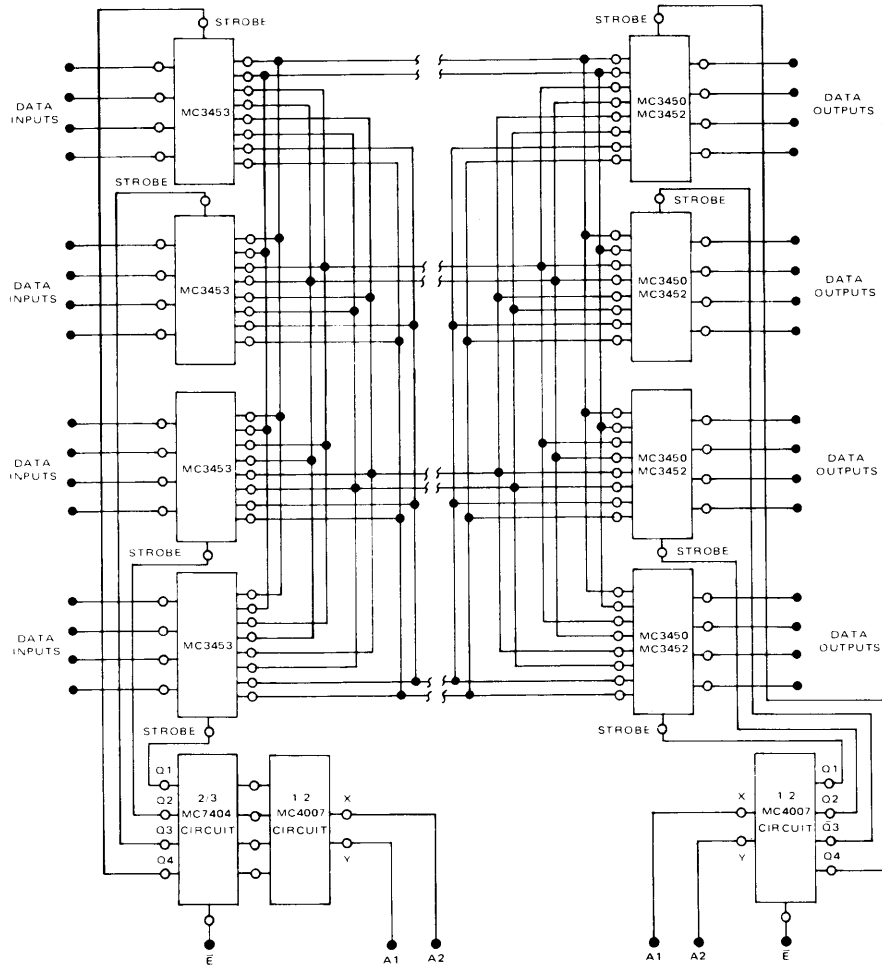 STROBE
STROBE
MC3453
MC3450
MC3452
DATA
INPUTS
DATA
OUTPUTS
STROBE
STROBE
MC3453
MC3450
MC3452
DATA
INPUTS
DATA
OUTPUTS
MC3453
MC3450
MC3452
DATA
INPUTS
DATA
OUTPUTS
STROBE
STROBE
MC3453
MC3450
MC3452
DATA
INPUTS
DATA
OUTPUTS
STROBE
STROBE
Q1
Q2
Q3
Q4
2/3
MC7404
CIRCUIT
1 2
MC4007
CIRCUIT
X
Y
X
Y
1 2
MC4007
CIRCUIT
Q1
Q2
Q̄3
Q4
Ē
A1
A2
A1
A2
Ē